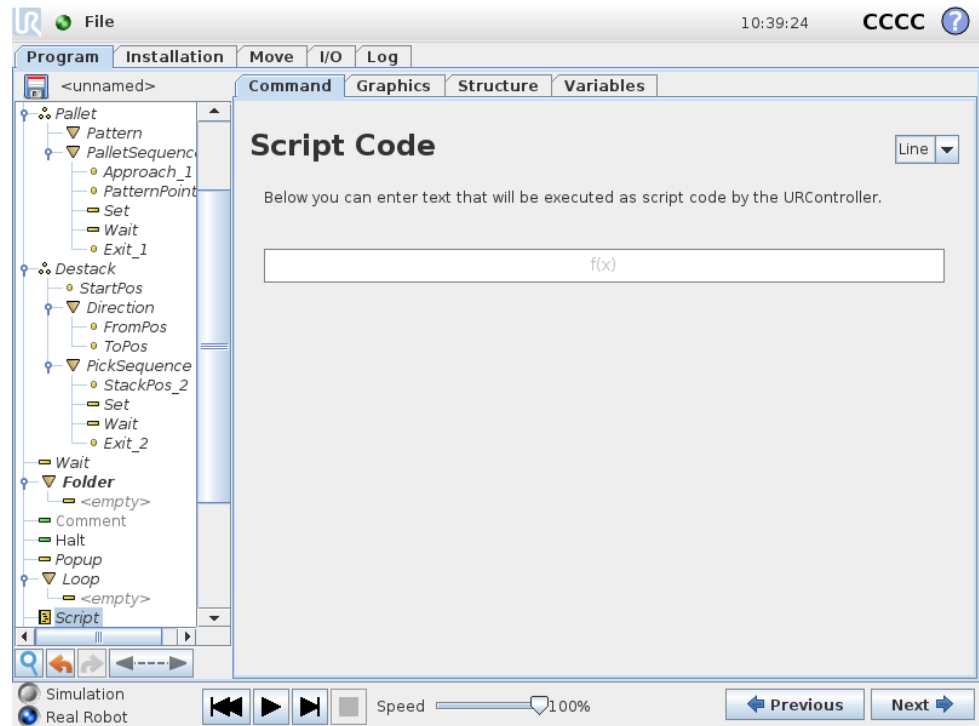 File
10:39:24
CCCC
?
Program Installation Move I/O Log
<unnamed>
Command Graphics Structure Variables
Pallet
Pattern
PalletSequenc
Approach_1
PatternPoint
Set
Wait
Exit_1
Destack
StartPos
Direction
FromPos
ToPos
PickSequence
StackPos_2
Set
Wait
Exit_2
Wait
Folder
<empty>
Comment
Halt
Popup
Loop
<empty>
Script
Script Code
Line
Below you can enter text that will be executed as script code by the URController.
f(x)
Simulation
Real Robot
Speed 100%
Previous
Next